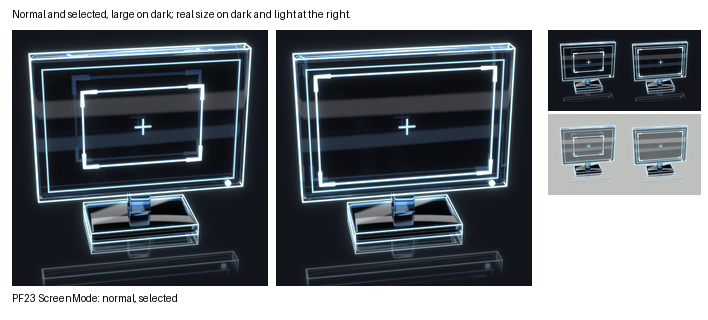 Normal and selected, large on dark; real size on dark and light at the right.
PF23 ScreenMode: normal, selected